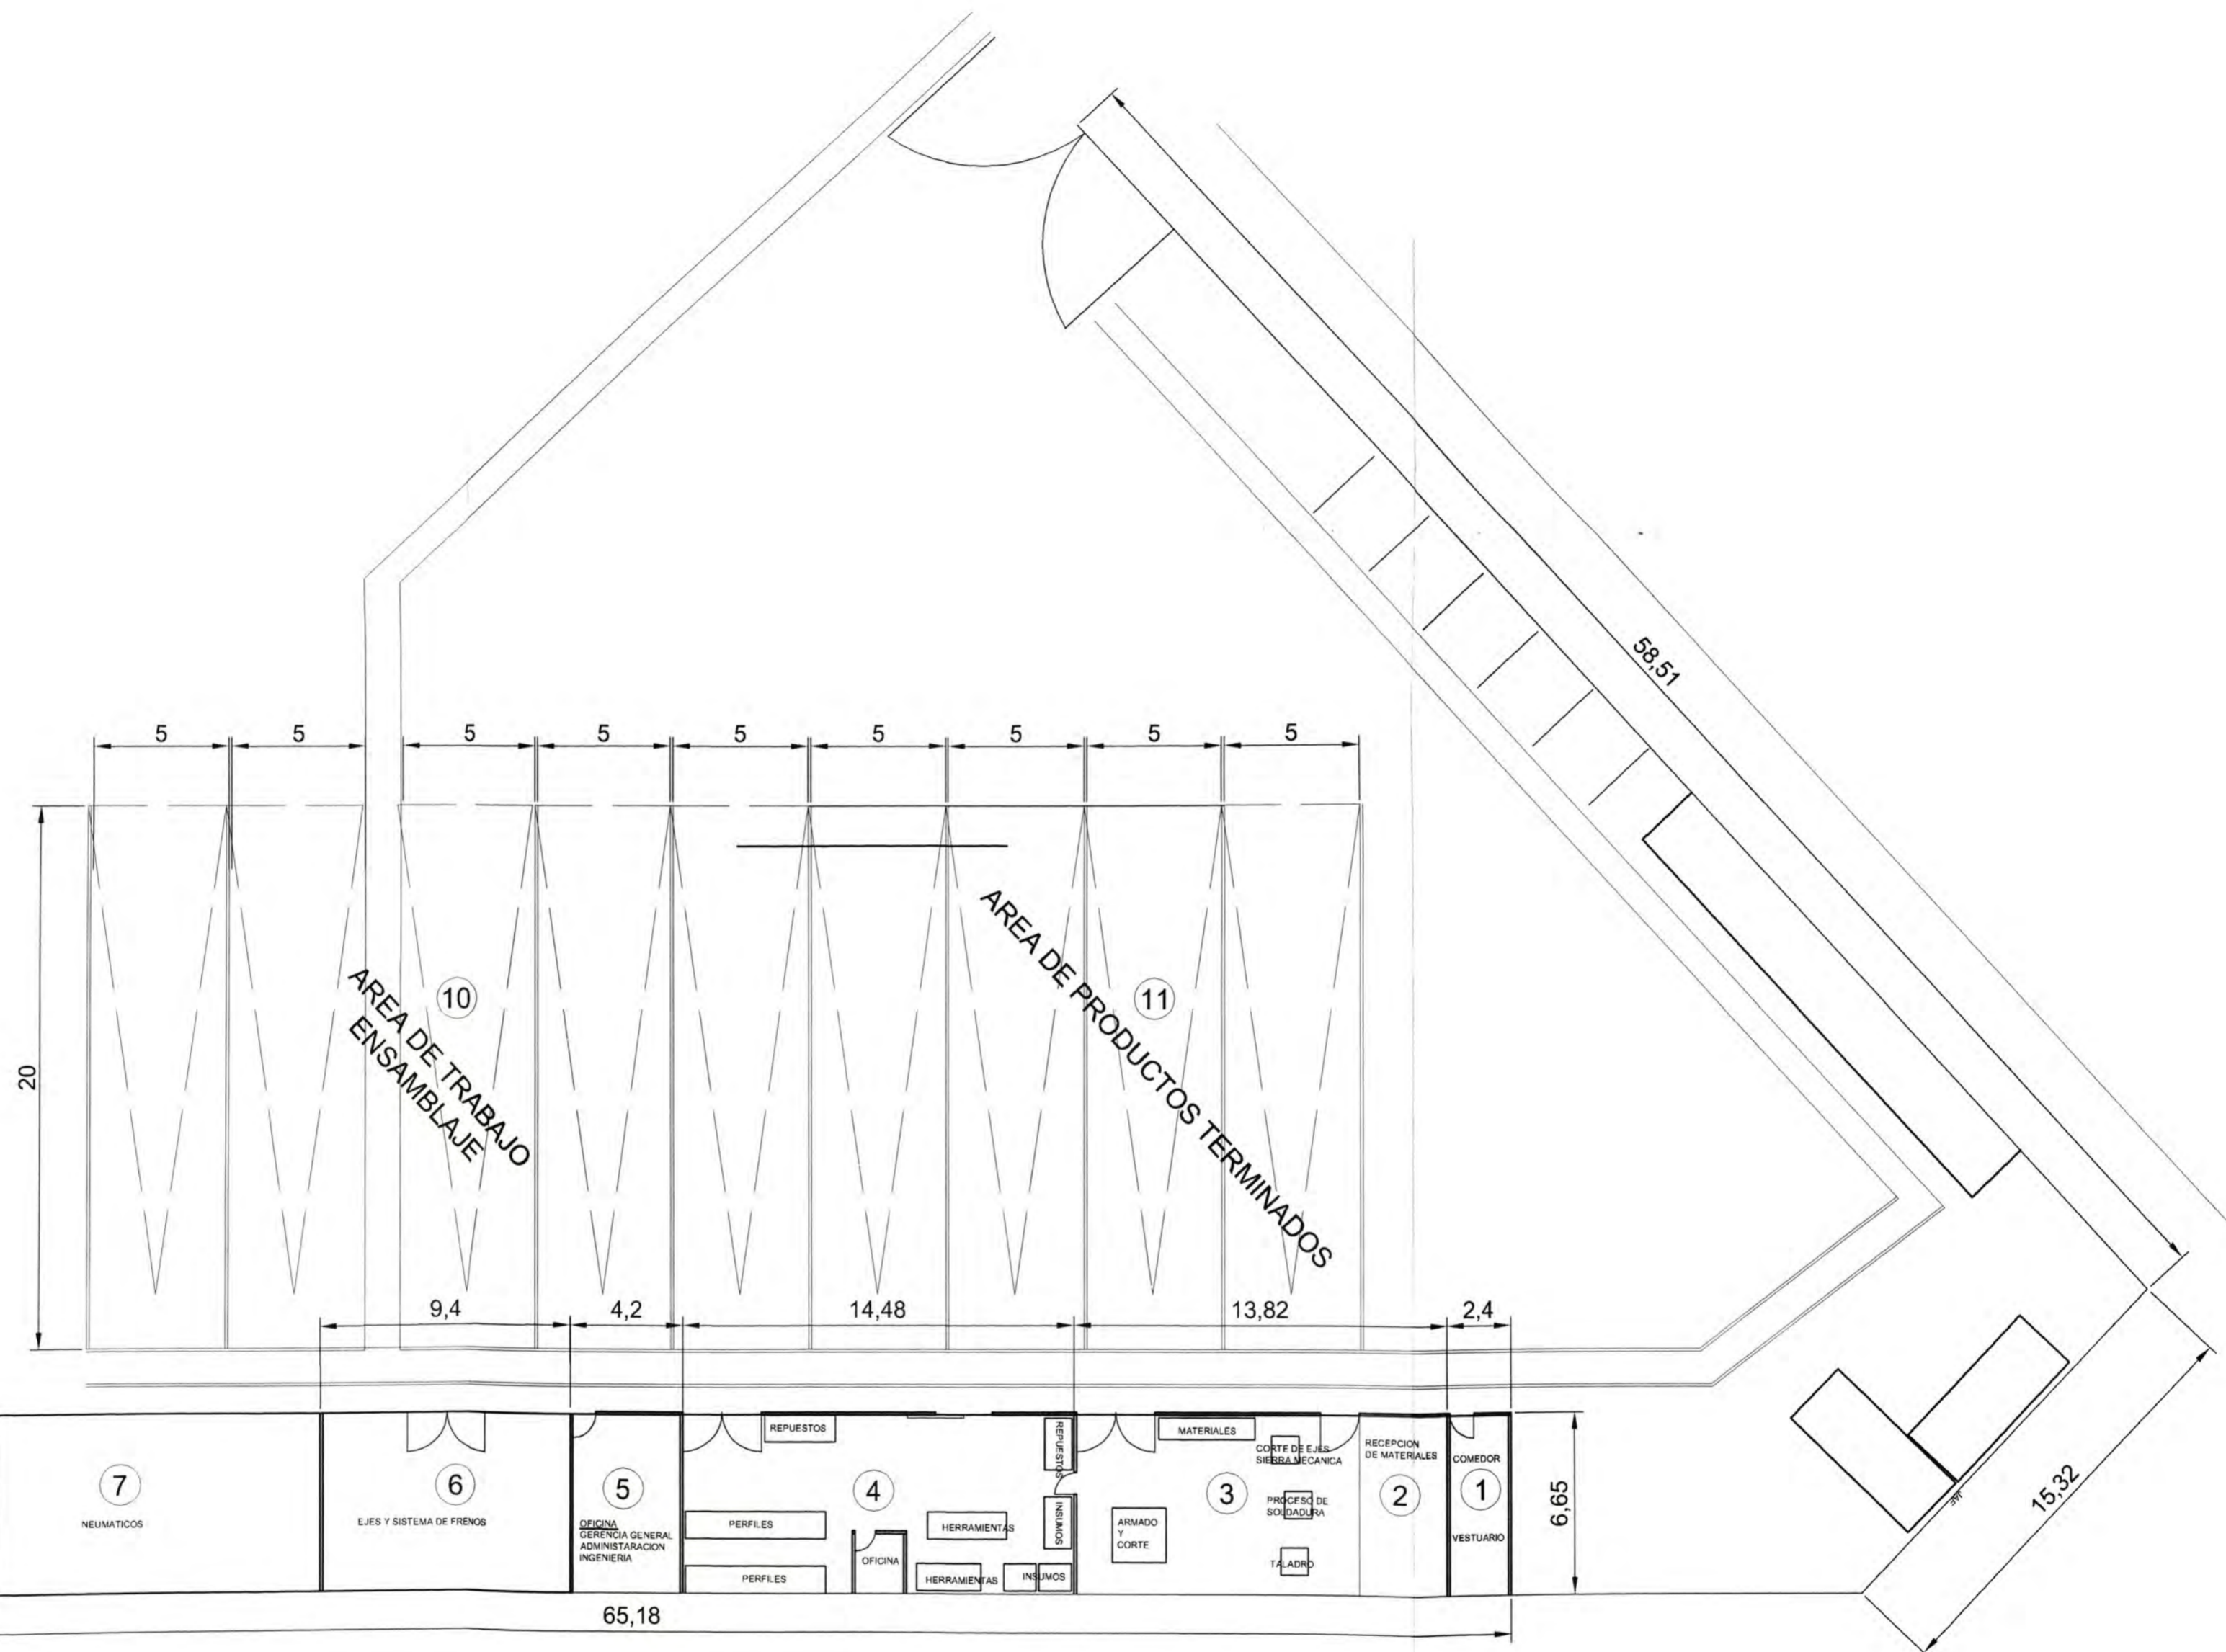 58,51
5
5
5
5
5
5
5
5
5
20
10
AREA DE TRABAJO
ENSAMBLAJE
11
AREA DE PRODUCTOS TERMINADOS
9,4
4,2
14,48
13,82
2,4
7
NEUMATICOS
6
EJES Y SISTEMA DE FRENOS
5
OFICINA
GERENCIA GENERAL
ADMINISTARACION
INGENIERIA
REPUESTOS
4
PERFILES
PERFILES
OFICINA
HERRAMIENTAS
HERRAMIENTAS
INSUMOS
REPUESTOS
INSUMOS
MATERIALES
CORTE DE EJES
SIERRA MECANICA
3
PROCESO DE
SOLDADURA
ARMADO
Y
CORTE
TALADRO
RECEPCION
DE MATERIALES
2
COMEDOR
1
VESTUARIO
6,65
15,32
JAE
65,18